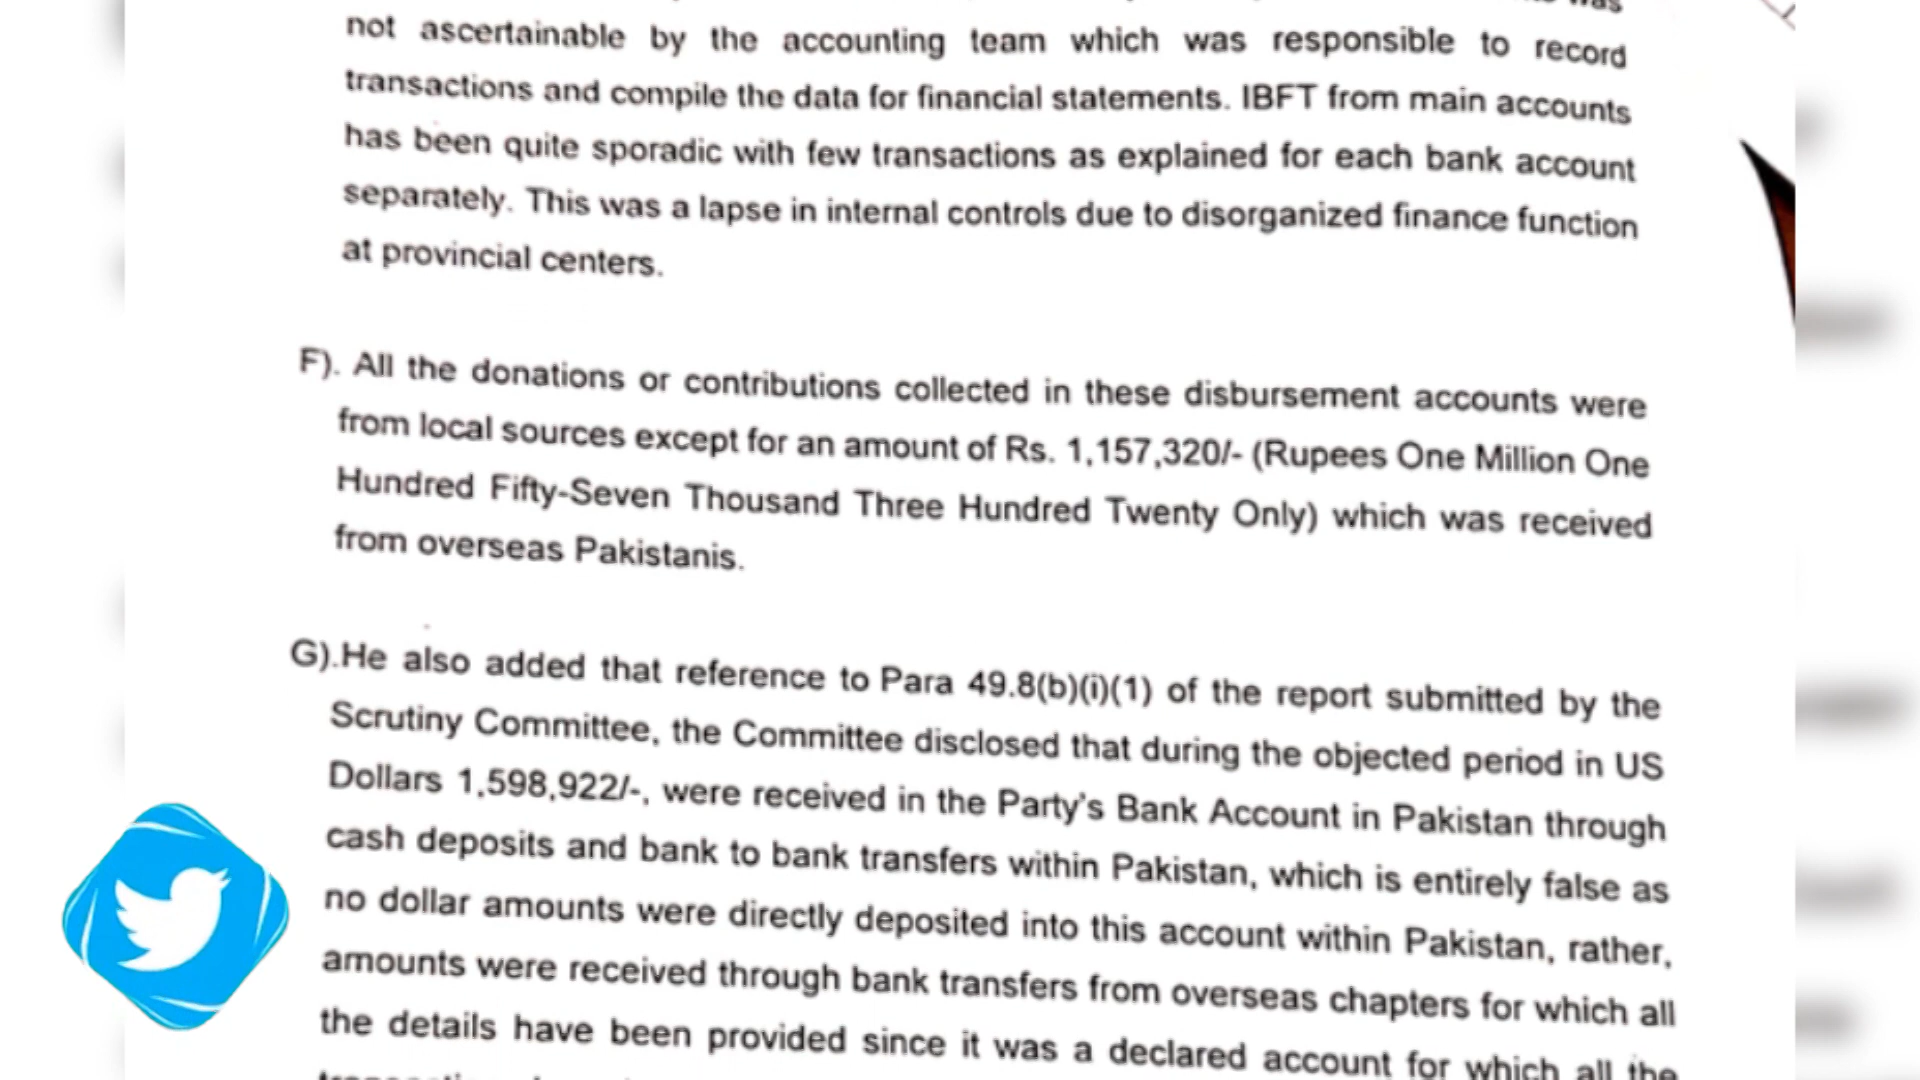 was
not ascertainable by the accounting team which was responsible to record
transactions and compile the data for financial statements. IBFT from main accounts
has been quite sporadic with few transactions as explained for each bank account
separately. This was a lapse in internal controls due to disorganized finance function
at provincial centers.
F). All the donations or contributions collected in these disbursement accounts were
from local sources except for an amount of Rs. 1,157,320/- (Rupees One Million One
Hundred Fifty-Seven Thousand Three Hundred Twenty Only) which was received
from overseas Pakistanis.
G).He also added that reference to Para 49.8(b)(i)(1) of the report submitted by the
Scrutiny Committee, the Committee disclosed that during the objected period in US
Dollars 1,598,922/-, were received in the Party's Bank Account in Pakistan through
cash deposits and bank to bank transfers within Pakistan, which is entirely false as
no dollar amounts were directly deposited into this account within Pakistan, rather,
amounts were received through bank transfers from overseas chapters for which all
the details have been provided since it was a declared account for which all the